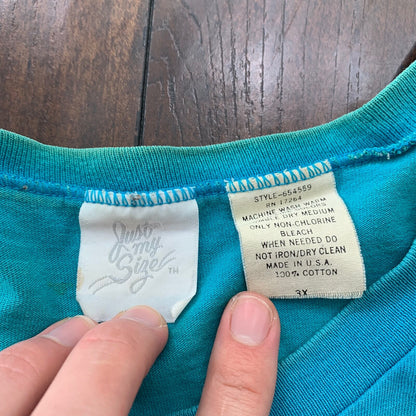 Just
my
Size TM
STYLE-654559
RN 17264
MACHINE WASH WARM
TUMBLE DRY MEDIUM
ONLY NON-CHLORINE
BLEACH
WHEN NEEDED DO
NOT IRON/DRY CLEAN
MADE IN U.S.A.
100% COTTON
3X